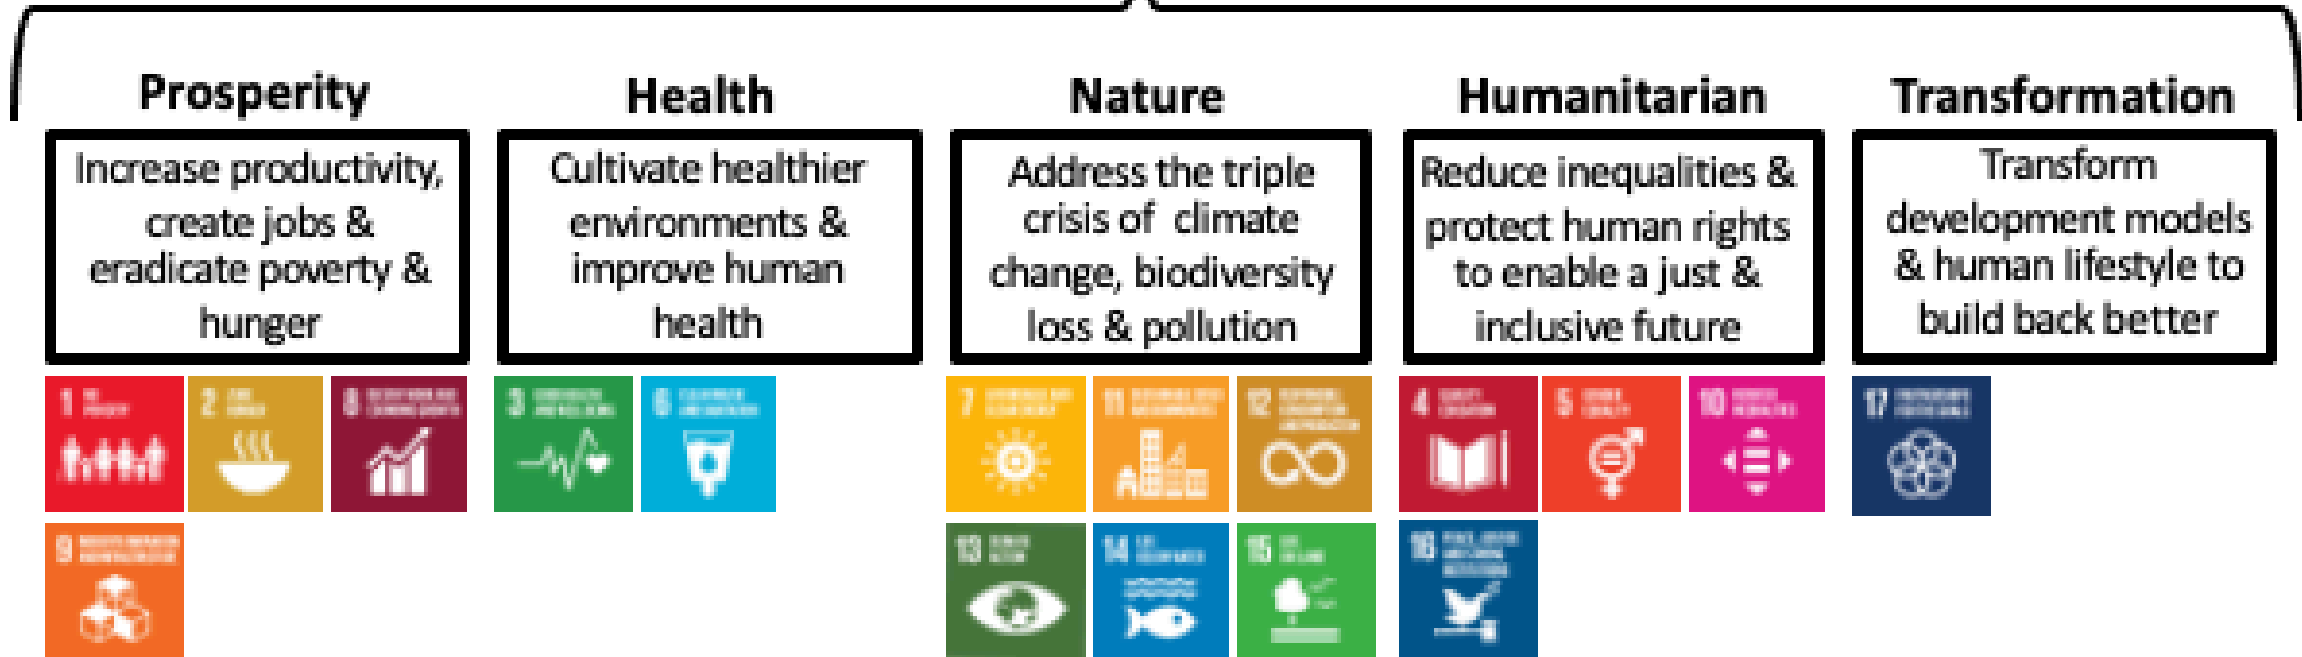 Prosperity
Increase productivity,
create jobs &
eradicate poverty &
hunger
1
2
8
9
Health
Cultivate healthier
environments &
improve human
health
3
6
Nature
Address the triple
crisis of climate
change, biodiversity
loss & pollution
7
11
12
13
14
15
Humanitarian
Reduce inequalities &
protect human rights
to enable a just &
inclusive future
4
5
10
16
Transformation
Transform
development models
& human lifestyle to
build back better
17